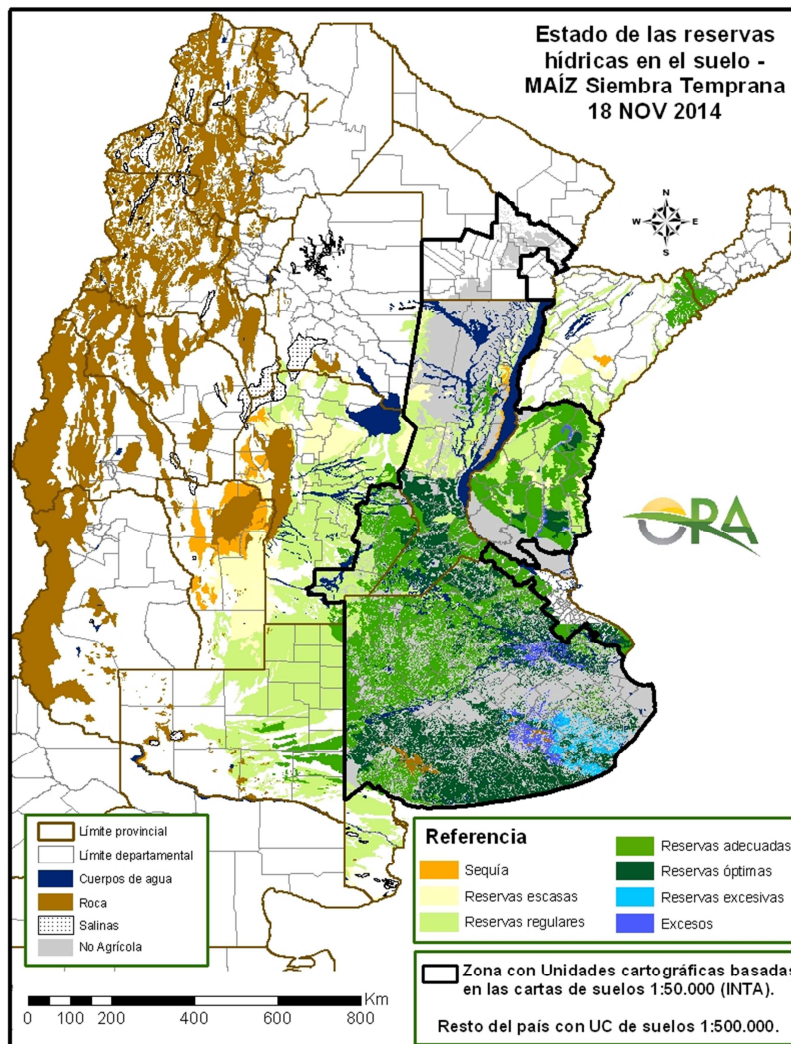 Estado de las reservas
hídricas en el suelo -
MAÍZ Siembra Temprana
18 NOV 2014
N
W E
S
ORA
Límite provincial
Límite departamental
Cuerpos de agua
Roca
Salinas
No Agrícola
Referencia
Sequía
Reservas escasas
Reservas regulares
Reservas adecuadas
Reservas óptimas
Reservas excesivas
Excesos
Zona con Unidades cartográficas basadas
en las cartas de suelos 1:50.000 (INTA).
Resto del país con UC de suelos 1:500.000.
Km
0 50 100 200 400 600 800